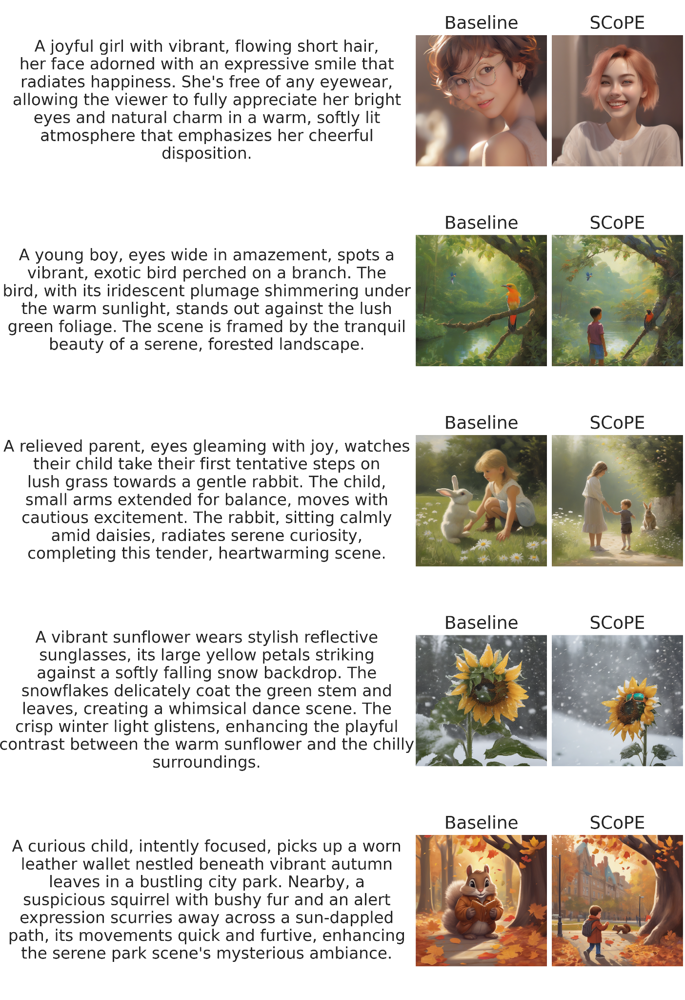 Baseline SCoPE
A joyful girl with vibrant, flowing short hair,
her face adorned with an expressive smile that
radiates happiness. She's free of any eyewear,
allowing the viewer to fully appreciate her bright
eyes and natural charm in a warm, softly lit
atmosphere that emphasizes her cheerful
disposition.
Baseline SCoPE
A young boy, eyes wide in amazement, spots a
vibrant, exotic bird perched on a branch. The
bird, with its iridescent plumage shimmering under
the warm sunlight, stands out against the lush
green foliage. The scene is framed by the tranquil
beauty of a serene, forested landscape.
Baseline SCoPE
A relieved parent, eyes gleaming with joy, watches
their child take their first tentative steps on
lush grass towards a gentle rabbit. The child,
small arms extended for balance, moves with
cautious excitement. The rabbit, sitting calmly
amid daisies, radiates serene curiosity,
completing this tender, heartwarming scene.
Baseline SCoPE
A vibrant sunflower wears stylish reflective
sunglasses, its large yellow petals striking
against a softly falling snow backdrop. The
snowflakes delicately coat the green stem and
leaves, creating a whimsical dance scene. The
crisp winter light glistens, enhancing the playful
contrast between the warm sunflower and the chilly
surroundings.
Baseline SCoPE
A curious child, intently focused, picks up a worn
leather wallet nestled beneath vibrant autumn
leaves in a bustling city park. Nearby, a
suspicious squirrel with bushy fur and an alert
expression scurries away across a sun-dappled
path, its movements quick and furtive, enhancing
the serene park scene's mysterious ambiance.